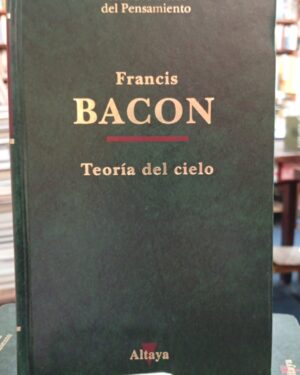 del Pensamiento
Francis
BACON
Teoría del cielo
Altaya